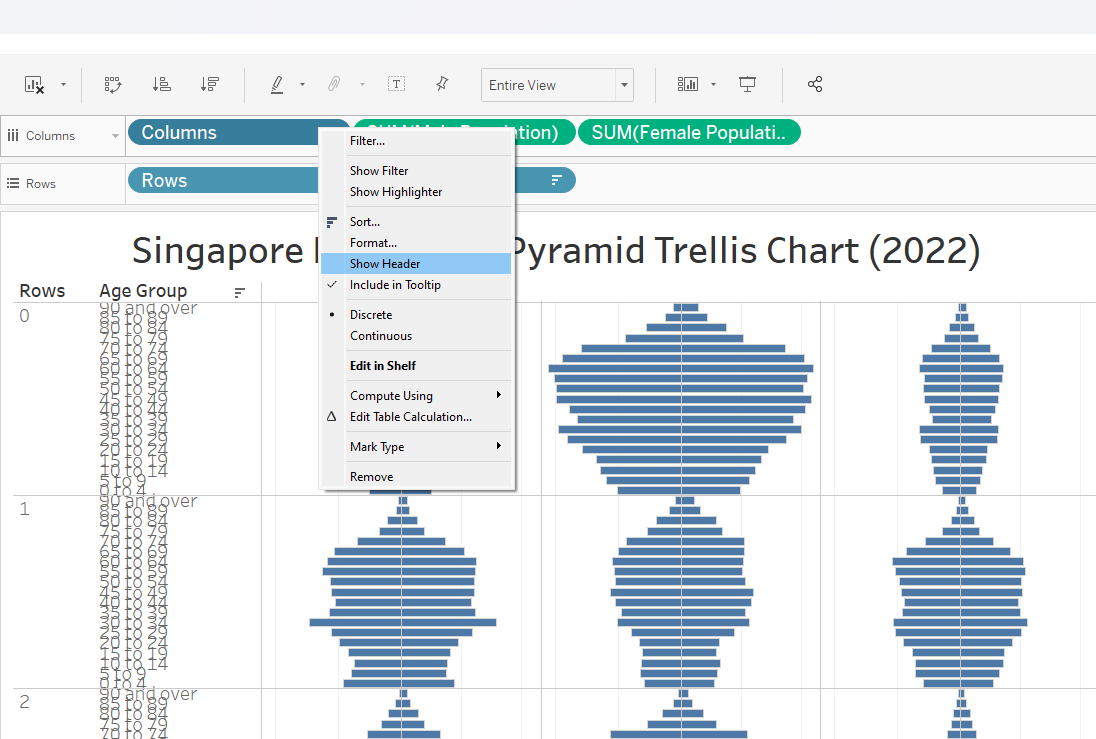 Entire View
Columns
Columns
tion)
SUM(Female Populati..
Rows
Rows
Filter...
Show Filter
Show Highlighter
Sort...
Format...
Show Header
Include in Tooltip
Discrete
Continuous
Edit in Shelf
Compute Using
Edit Table Calculation...
Mark Type
Remove
Singapore Pyramid Trellis Chart (2022)
Rows Age Group
0
90 and over
85 to 89
80 to 84
75 to 79
70 to 74
65 to 69
60 to 64
55 to 59
50 to 54
45 to 49
40 to 44
35 to 39
30 to 34
25 to 29
20 to 24
15 to 19
10 to 14
5 to 9
0 to 4
1
90 and over
85 to 89
80 to 84
75 to 79
70 to 74
65 to 69
60 to 64
55 to 59
50 to 54
45 to 49
40 to 44
35 to 39
30 to 34
25 to 29
20 to 24
15 to 19
10 to 14
5 to 9
0 to 4
2
90 and over
85 to 89
80 to 84
75 to 79
70 to 74